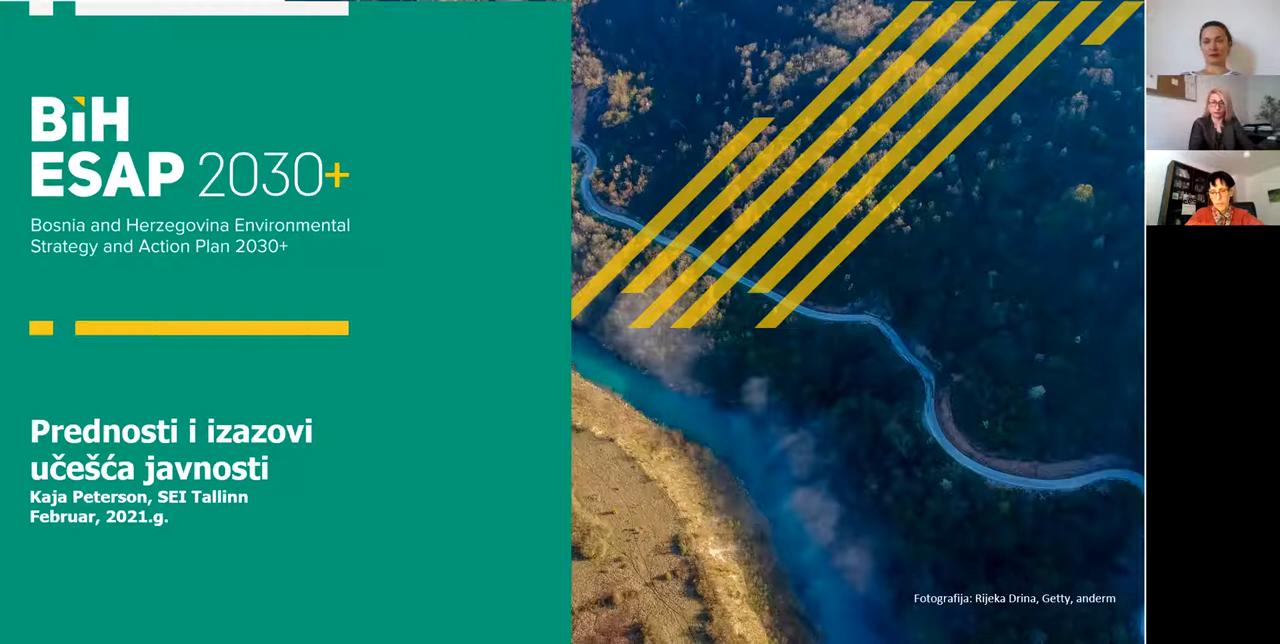 BiH
ESAP 2030+
Bosnia and Herzegovina Environmental
Strategy and Action Plan 2030+
Prednosti i izazovi
učešća javnosti
Kaja Peterson, SEI Tallinn
Februar, 2021.g.
Fotografija: Rijeka Drina, Getty, anderm